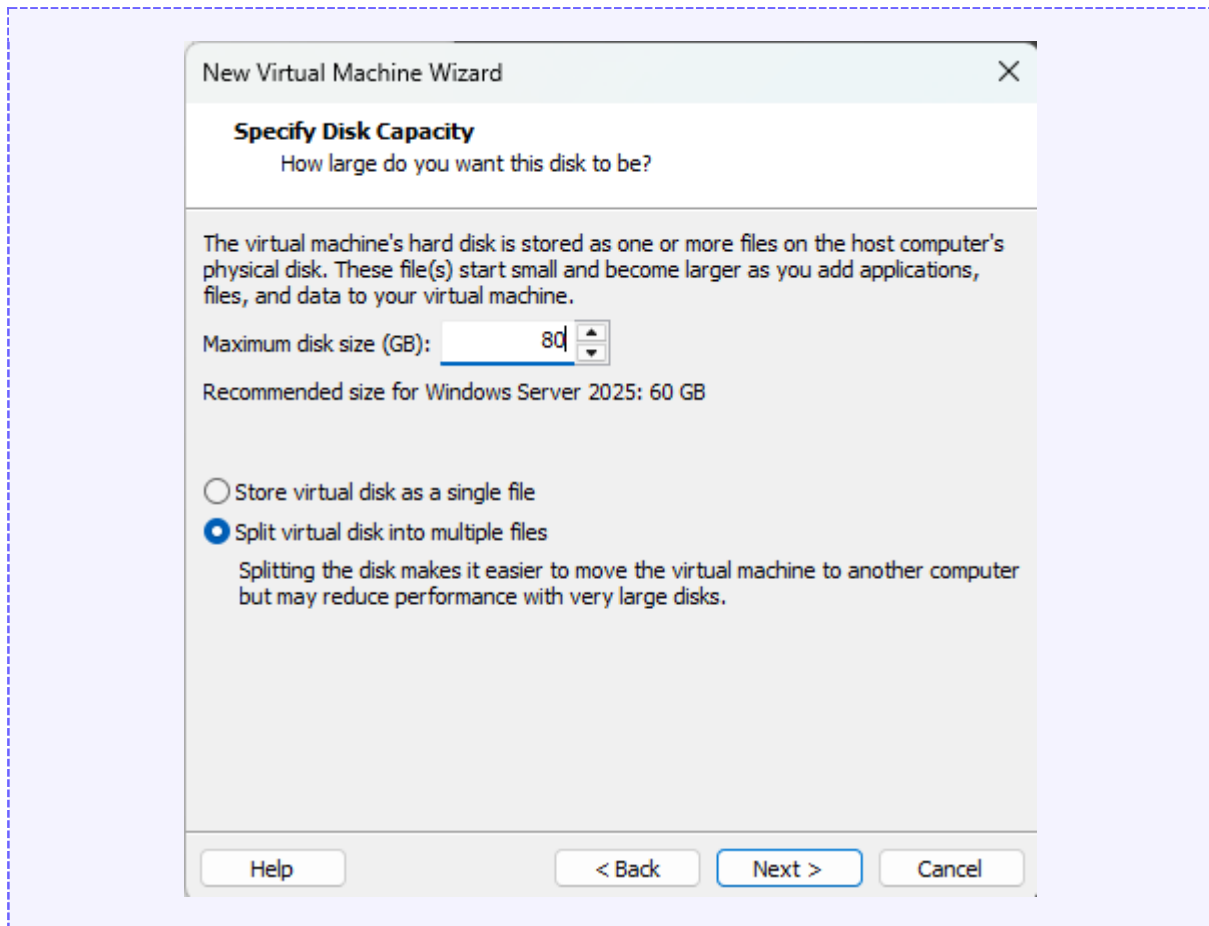 New Virtual Machine Wizard
Specify Disk Capacity
How large do you want this disk to be?
The virtual machine's hard disk is stored as one or more files on the host computer's
physical disk. These file(s) start small and become larger as you add applications,
files, and data to your virtual machine.
Maximum disk size (GB): 80
Recommended size for Windows Server 2025: 60 GB
Store virtual disk as a single file
Split virtual disk into multiple files
Splitting the disk makes it easier to move the virtual machine to another computer
but may reduce performance with very large disks.
Help < Back Next > Cancel